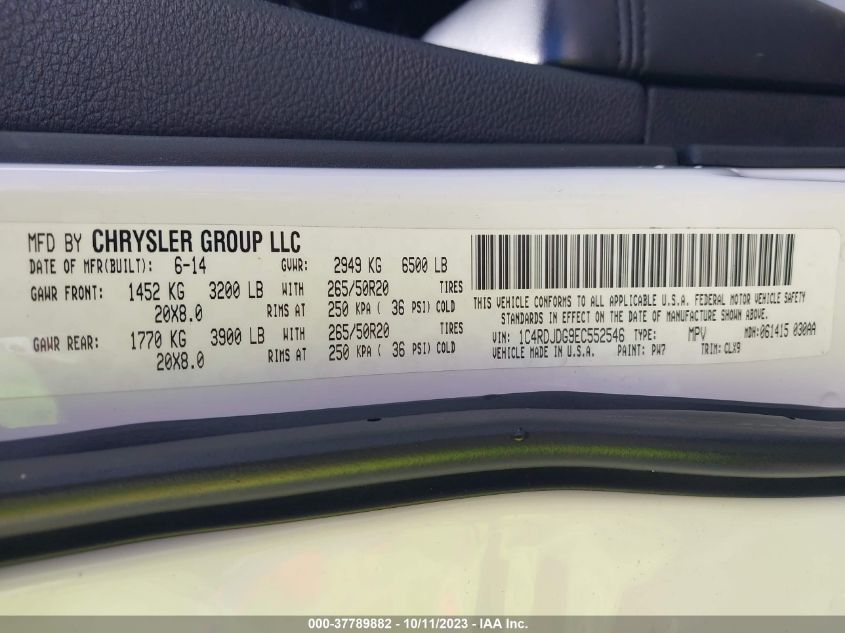 MFD BY CHRYSLER GROUP LLC
DATE OF MFR(BUILT): 6-14 GVWR: 2949 KG 6500 LB
GAWR FRONT: 1452 KG 3200 LB WITH 265/50R20 TIRES
20X8.0 RIMS AT 250 KPA ( 36 PSI) COLD
GAWR REAR: 1770 KG 3900 LB WITH 265/50R20 TIRES
20X8.0 RIMS AT 250 KPA ( 36 PSI) COLD
THIS VEHICLE CONFORMS TO ALL APPLICABLE U.S.A. FEDERAL MOTOR VEHICLE SAFETY
STANDARDS IN EFFECT ON THE DATE OF MANUFACTURE SHOWN ABOVE.
VIN: 1C4RDJDG9EC552546 TYPE: MPV MDH: 061415 030AA
VEHICLE MADE IN U.S.A. PAINT: PW7 TRIM: CLX9
000-37789882 - 10/11/2023 - IAA Inc.